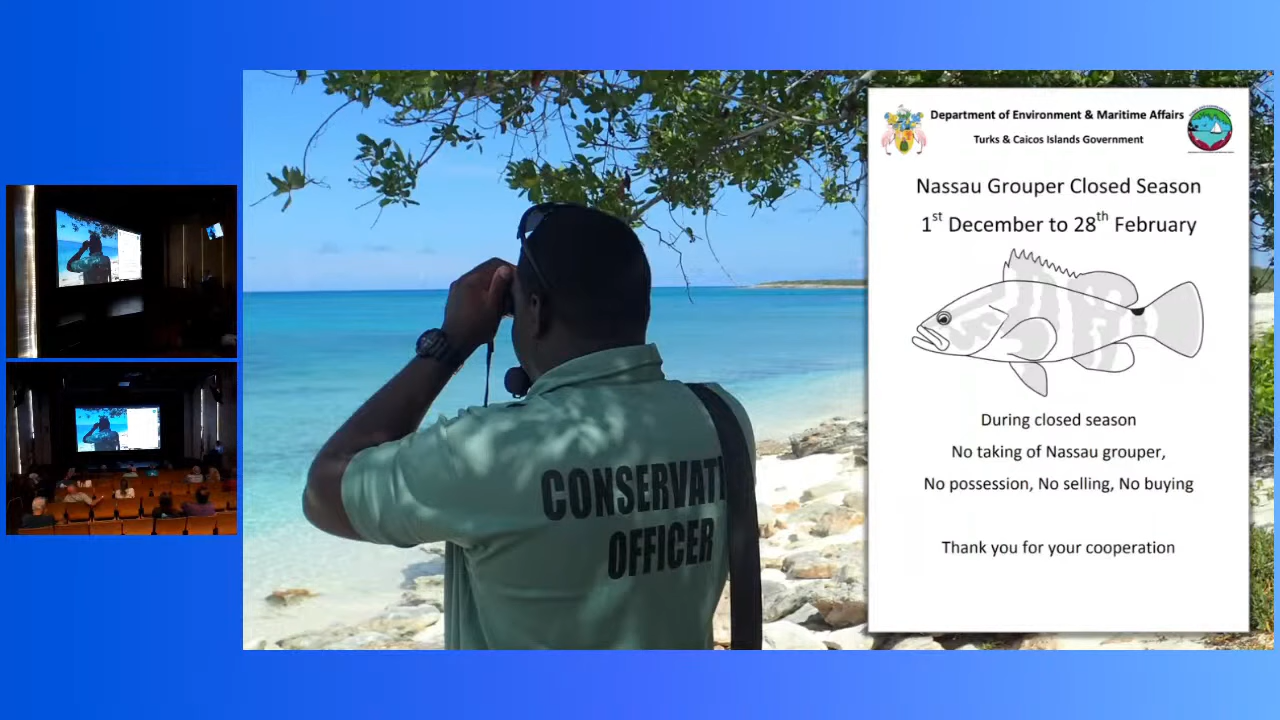 CONSERVATI
OFFICER
Department of Environment & Maritime Affairs
Turks & Caicos Islands Government
Nassau Grouper Closed Season
1st December to 28th February
During closed season
No taking of Nassau grouper,
No possession, No selling, No buying
Thank you for your cooperation